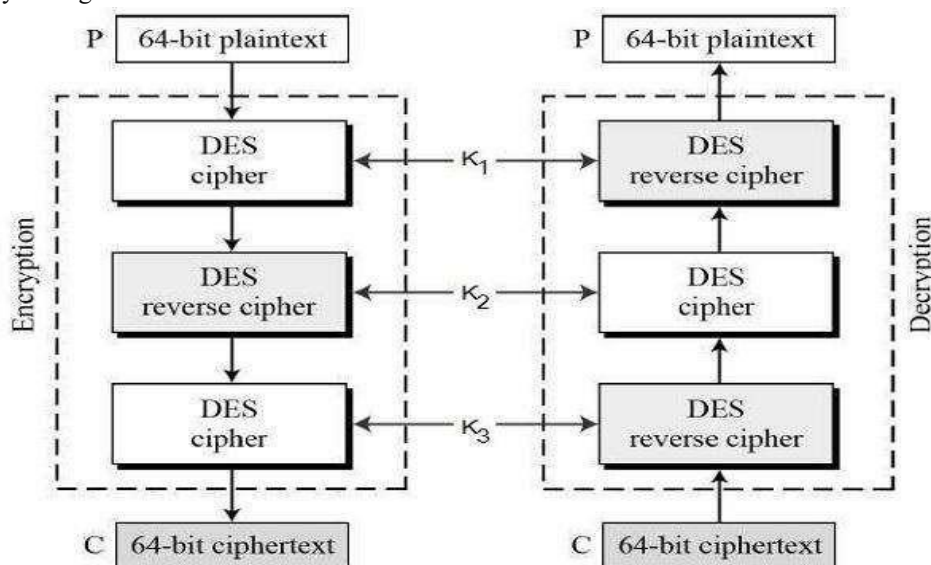 P 64-bit plaintext
P 64-bit plaintext
Encryption
DES
cipher
K1
DES
reverse cipher
DES
reverse cipher
K2
DES
cipher
DES
cipher
K3
DES
reverse cipher
Decryption
C 64-bit ciphertext
C 64-bit ciphertext